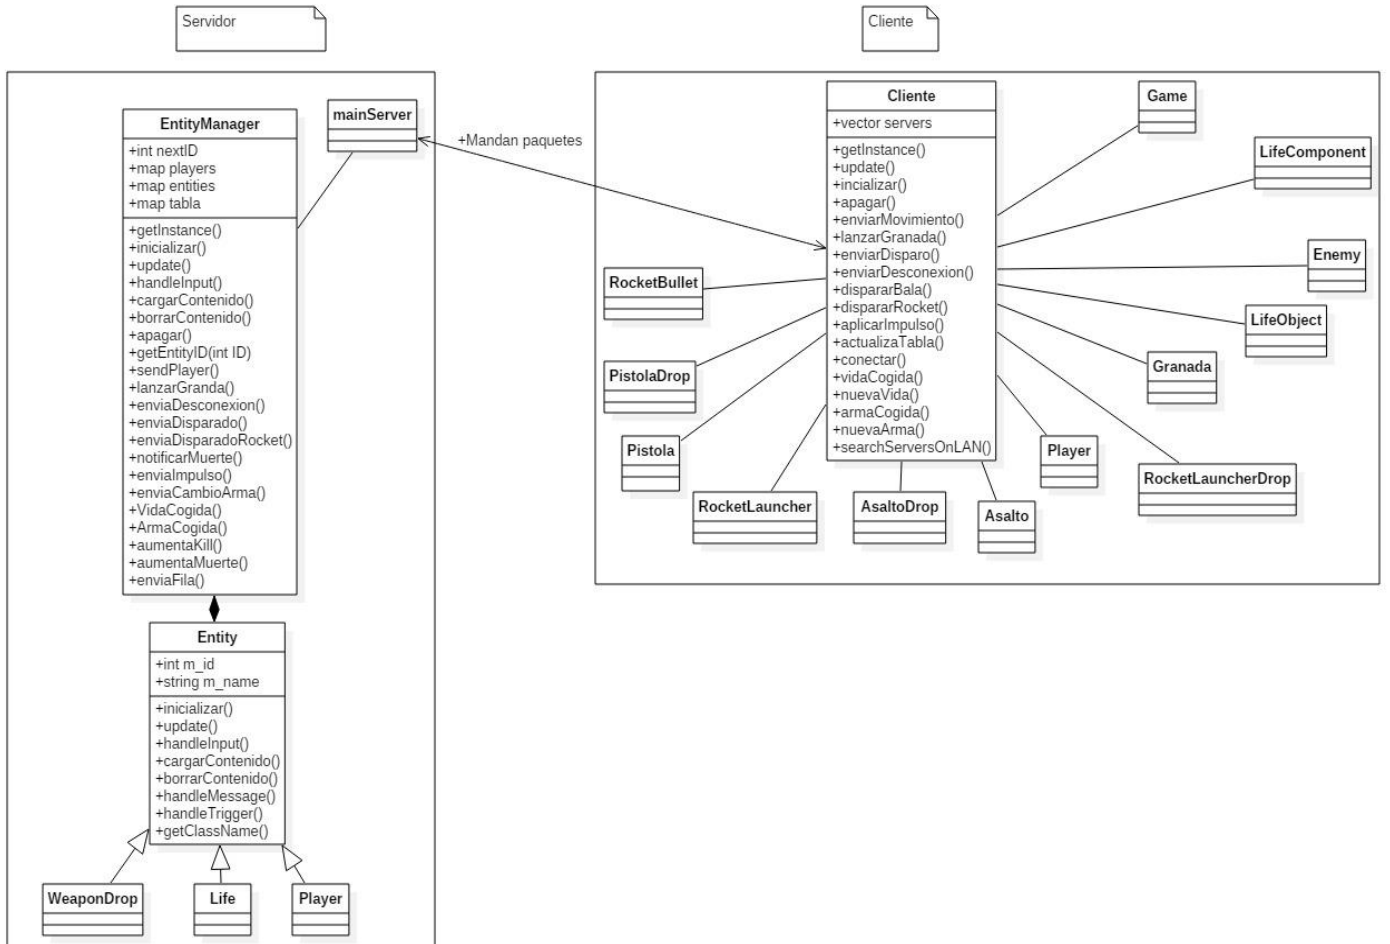 Servidor
Cliente
mainServer
EntityManager
+int nextID
+map players
+map entities
+map tabla
+getInstance()
+inicializar()
+update()
+handleInput()
+cargarContenido()
+borrarContenido()
+apagar()
+getEntityID(int ID)
+sendPlayer()
+lanzarGranda()
+enviaDesconexion()
+enviaDisparado()
+enviaDisparadoRocket()
+notificarMuerte()
+enviaImpulso()
+enviaCambioArma()
+VidaCogida()
+ArmaCogida()
+aumentaKill()
+aumentaMuerte()
+enviaFila()
Entity
+int m_id
+string m_name
+inicializar()
+update()
+handleInput()
+cargarContenido()
+borrarContenido()
+handleMessage()
+handleTrigger()
+getClassName()
WeaponDrop
Life
Player
+Mandan paquetes
Cliente
+vector servers
+getInstance()
+update()
+incializar()
+apagar()
+enviarMovimiento()
+lanzarGranada()
+enviarDisparo()
+enviarDesconexion()
+dispararBala()
+dispararRocket()
+aplicarImpulso()
+actualizaTabla()
+conectar()
+vidaCogida()
+nuevaVida()
+armaCogida()
+nuevaArma()
+searchServersOnLAN()
Game
LifeComponent
Enemy
LifeObject
Granada
RocketLauncherDrop
Player
Asalto
AsaltoDrop
RocketLauncher
Pistola
PistolaDrop
RocketBullet